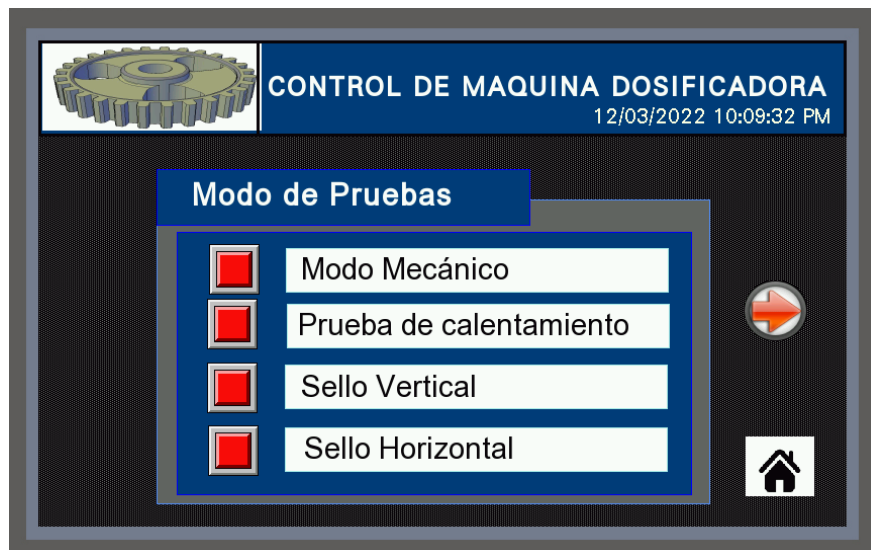 CONTROL DE MAQUINA DOSIFICADORA
12/03/2022 10:09:32 PM
Modo de Pruebas
Modo Mecánico
Prueba de calentamiento
Sello Vertical
Sello Horizontal